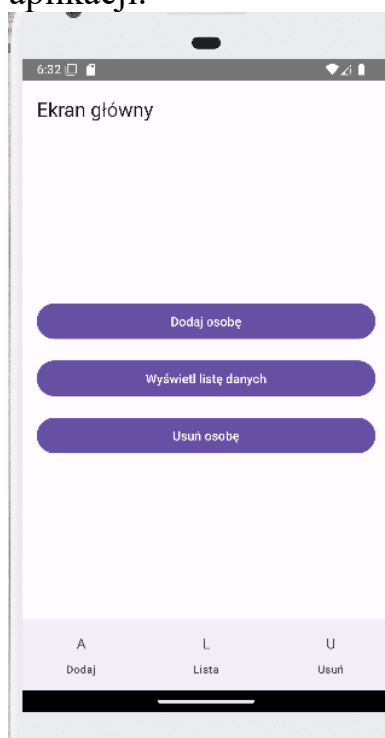 aplikacji.
6:32
Ekran główny
Dodaj osobę
Wyświetl listę danych
Usuń osobę
A L U
Dodaj Lista Usuń